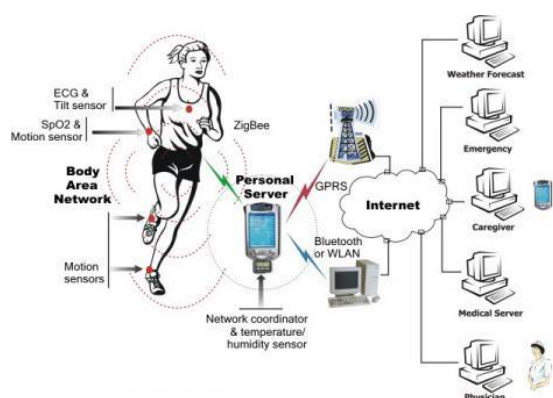 ECG &
Tilt sensor
SpO2 &
Motion sensor
ZigBee
Body
Area
Network
Personal
Server
GPRS
Internet
Bluetooth
or WLAN
Motion
sensors
Network coordinator
& temperature/
humidity sensor
Weather Forecast
Emergency
Caregiver
Medical Server
Physician